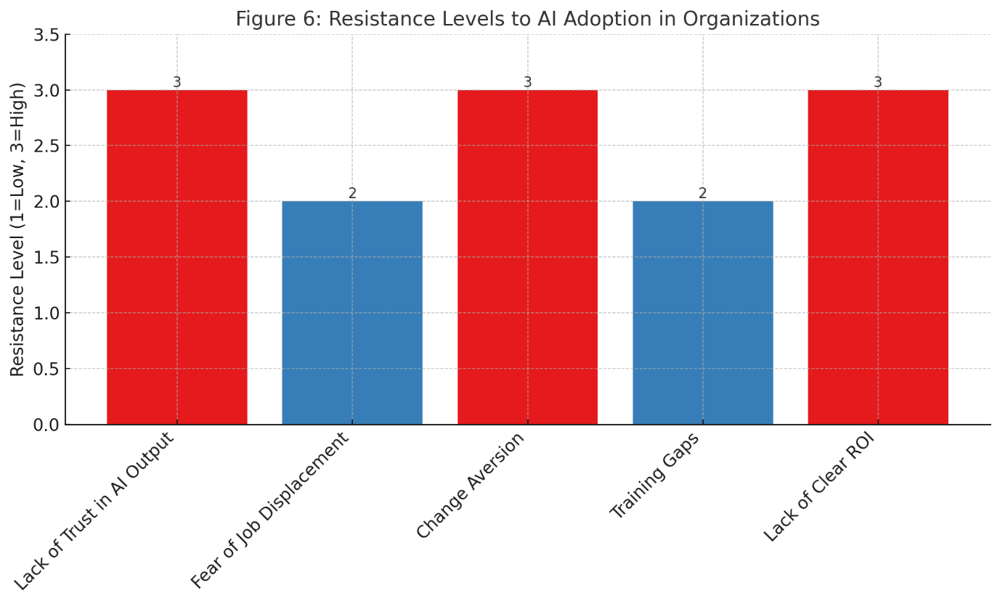 Figure 6: Resistance Levels to AI Adoption in Organizations
Resistance Level (1=Low, 3=High)
3.5
3.0
2.5
2.0
1.5
1.0
0.5
0.0
3
2
3
2
3
Lack of Trust in AI Output
Fear of Job Displacement
Change Aversion
Training Gaps
Lack of Clear ROI